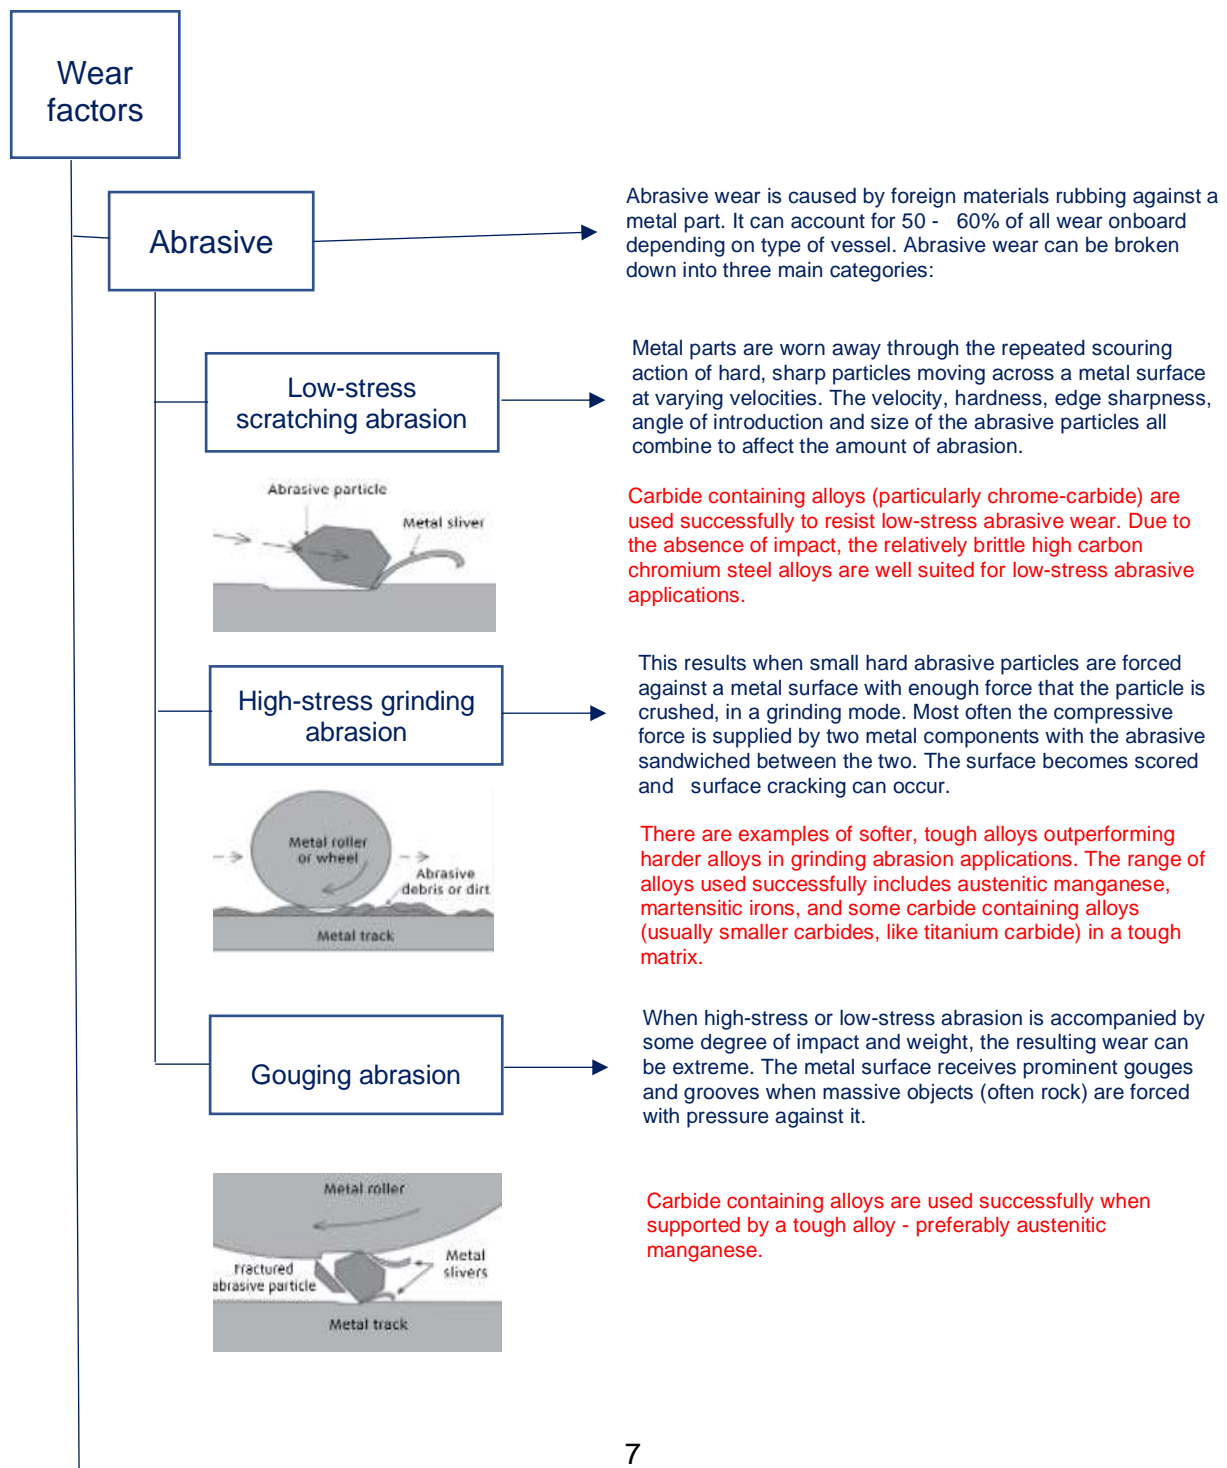 Wear
factors
Abrasive
Abrasive wear is caused by foreign materials rubbing against a
metal part. It can account for 50 -   60% of all wear onboard
depending on type of vessel. Abrasive wear can be broken
down into three main categories:
Low-stress
scratching abrasion
Metal parts are worn away through the repeated scouring
action of hard, sharp particles moving across a metal surface
at varying velocities. The velocity, hardness, edge sharpness,
angle of introduction and size of the abrasive particles all
combine to affect the amount of abrasion.
Abrasive particle
Metal sliver
Carbide containing alloys (particularly chrome-carbide) are
used successfully to resist low-stress abrasive wear. Due to
the absence of impact, the relatively brittle high carbon
chromium steel alloys are well suited for low-stress abrasive
applications.
High-stress grinding
abrasion
This results when small hard abrasive particles are forced
against a metal surface with enough force that the particle is
crushed, in a grinding mode. Most often the compressive
force is supplied by two metal components with the abrasive
sandwiched between the two. The surface becomes scored
and   surface cracking can occur.
Metal roller
or wheel
Abrasive
debris or dirt
Metal track
There are examples of softer, tough alloys outperforming
harder alloys in grinding abrasion applications. The range of
alloys used successfully includes austenitic manganese,
martensitic irons, and some carbide containing alloys
(usually smaller carbides, like titanium carbide) in a tough
matrix.
Gouging abrasion
When high-stress or low-stress abrasion is accompanied by
some degree of impact and weight, the resulting wear can
be extreme. The metal surface receives prominent gouges
and grooves when massive objects (often rock) are forced
with pressure against it.
Metal roller
Fractured
abrasive particle
Metal
slivers
Metal track
Carbide containing alloys are used successfully when
supported by a tough alloy - preferably austenitic
manganese.
7